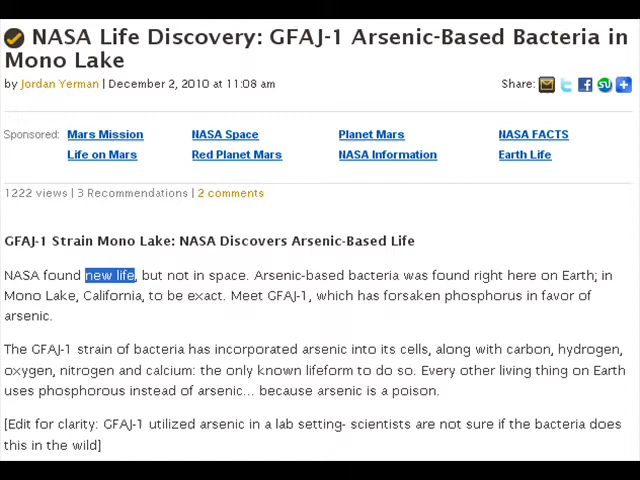 NASA Life Discovery: GFAJ-1 Arsenic-Based Bacteria in
Mono Lake
by Jordan Yerman | December 2, 2010 at 11:08 am
Share:
Sponsored: Mars Mission NASA Space Planet Mars NASA FACTS
Life on Mars Red Planet Mars NASA Information Earth Life
1222 views | 3 Recommendations | 2 comments
GFAJ-1 Strain Mono Lake: NASA Discovers Arsenic-Based Life
NASA found new life, but not in space. Arsenic-based bacteria was found right here on Earth; in
Mono Lake, California, to be exact. Meet GFAJ-1, which has forsaken phosphorus in favor of
arsenic.
The GFAJ-1 strain of bacteria has incorporated arsenic into its cells, along with carbon, hydrogen,
oxygen, nitrogen and calcium: the only known lifeform to do so. Every other living thing on Earth
uses phosphorous instead of arsenic... because arsenic is a poison.
[Edit for clarity: GFAJ-1 utilized arsenic in a lab setting- scientists are not sure if the bacteria does
this in the wild]